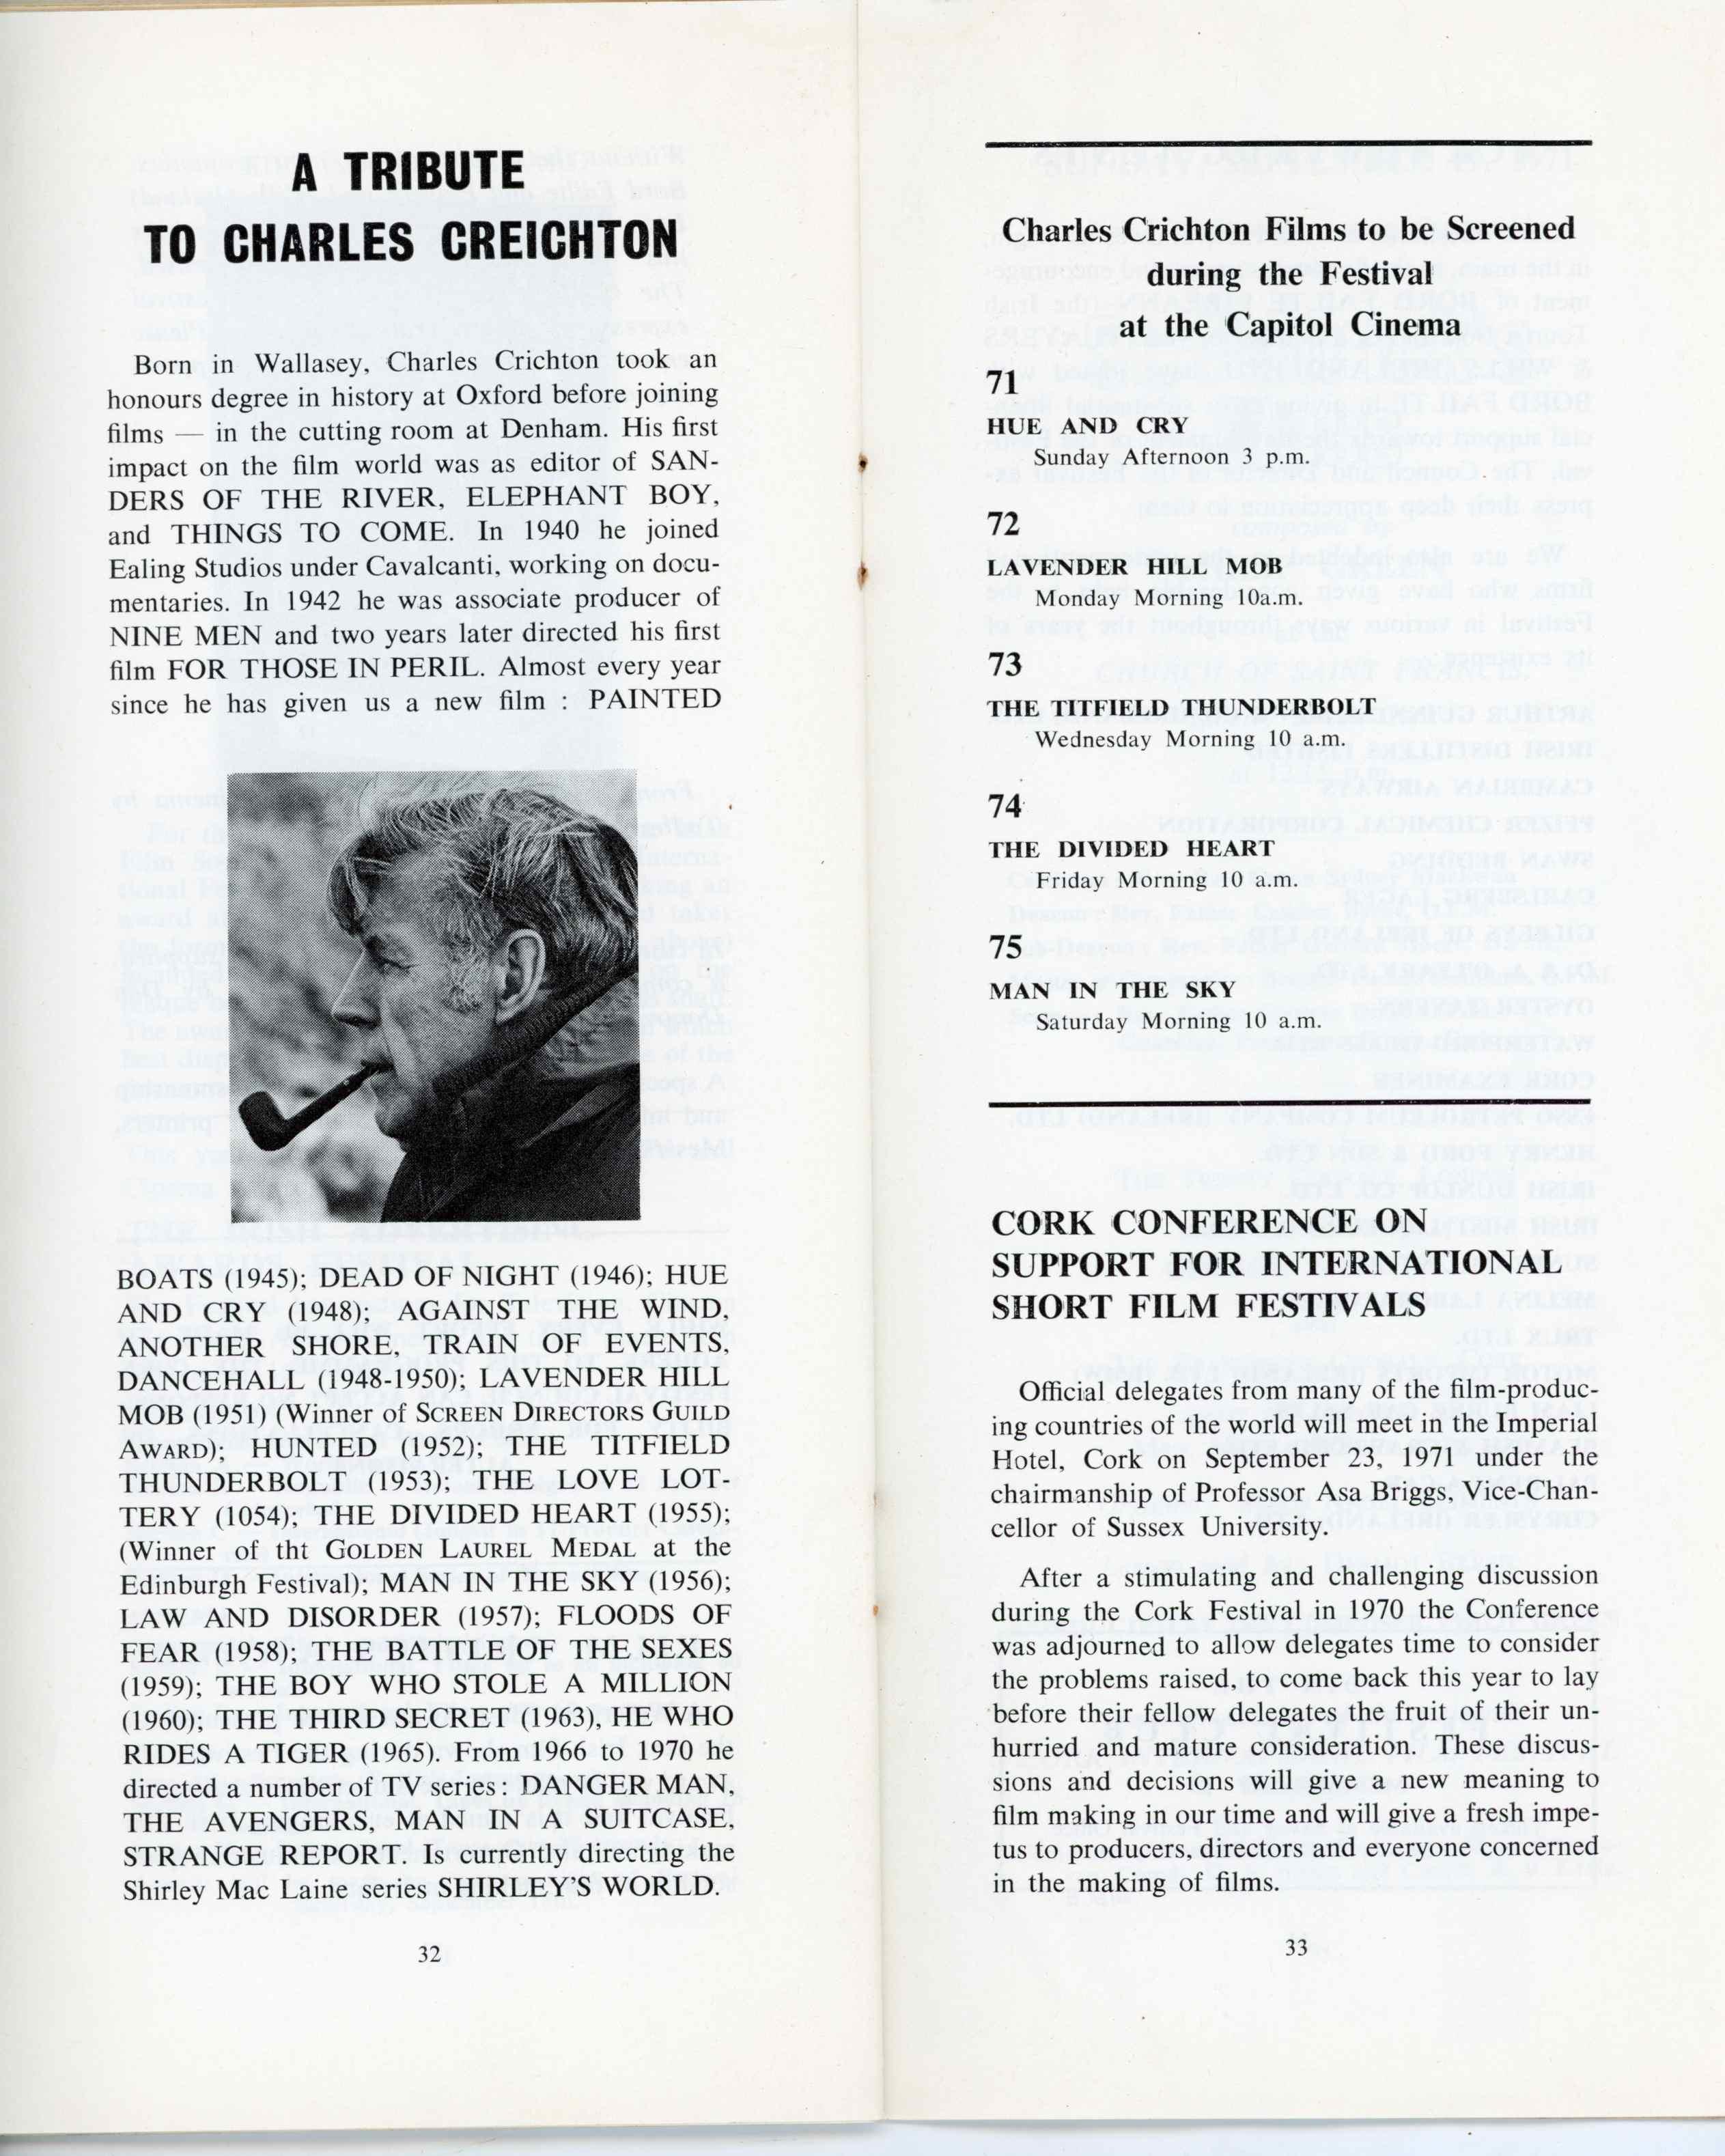 A TRIBUTE
TO CHARLES CREICHTON
Born in Wallasey, Charles Crichton took an
honours degree in history at Oxford before joining
films — in the cutting room at Denham. His first
impact on the film world was as editor of SAN-
DERS OF THE RIVER, ELEPHANT BOY,
and THINGS TO COME. In 1940 he joined
Ealing Studios under Cavalcanti, working on docu-
mentaries. In 1942 he was associate producer of
NINE MEN and two years later directed his first
film FOR THOSE IN PERIL. Almost every year
since he has given us a new film : PAINTED
BOATS (1945); DEAD OF NIGHT (1946); HUE
AND CRY (1948); AGAINST THE WIND,
ANOTHER SHORE, TRAIN OF EVENTS,
DANCEHALL (1948-1950); LAVENDER HILL
MOB (1951) (Winner of SCREEN DIRECTORS GUILD
AWARD); HUNTED (1952); THE TITFIELD
THUNDERBOLT (1953); THE LOVE LOT-
TERY (1054); THE DIVIDED HEART (1955);
(Winner of tht GOLDEN LAUREL MEDAL at the
Edinburgh Festival); MAN IN THE SKY (1956);
LAW AND DISORDER (1957); FLOODS OF
FEAR (1958); THE BATTLE OF THE SEXES
(1959); THE BOY WHO STOLE A MILLION
(1960); THE THIRD SECRET (1963), HE WHO
RIDES A TIGER (1965). From 1966 to 1970 he
directed a number of TV series : DANGER MAN,
THE AVENGERS, MAN IN A SUITCASE,
STRANGE REPORT. Is currently directing the
Shirley Mac Laine series SHIRLEY'S WORLD.
32
Charles Crichton Films to be Screened
during the Festival
at the Capitol Cinema
71
HUE AND CRY
Sunday Afternoon 3 p.m.
72
LAVENDER HILL MOB
Monday Morning 10a.m.
73
THE TITFIELD THUNDERBOLT
Wednesday Morning 10 a.m.
74
THE DIVIDED HEART
Friday Morning 10 a.m.
75
MAN IN THE SKY
Saturday Morning 10 a.m.
CORK CONFERENCE ON
SUPPORT FOR INTERNATIONAL
SHORT FILM FESTIVALS
Official delegates from many of the film-produc-
ing countries of the world will meet in the Imperial
Hotel, Cork on September 23, 1971 under the
chairmanship of Professor Asa Briggs, Vice-Chan-
cellor of Sussex University.
After a stimulating and challenging discussion
during the Cork Festival in 1970 the Conference
was adjourned to allow delegates time to consider
the problems raised, to come back this year to lay
before their fellow delegates the fruit of their un-
hurried and mature consideration. These discus-
sions and decisions will give a new meaning to
film making in our time and will give a fresh impe-
tus to producers, directors and everyone concerned
in the making of films.
33